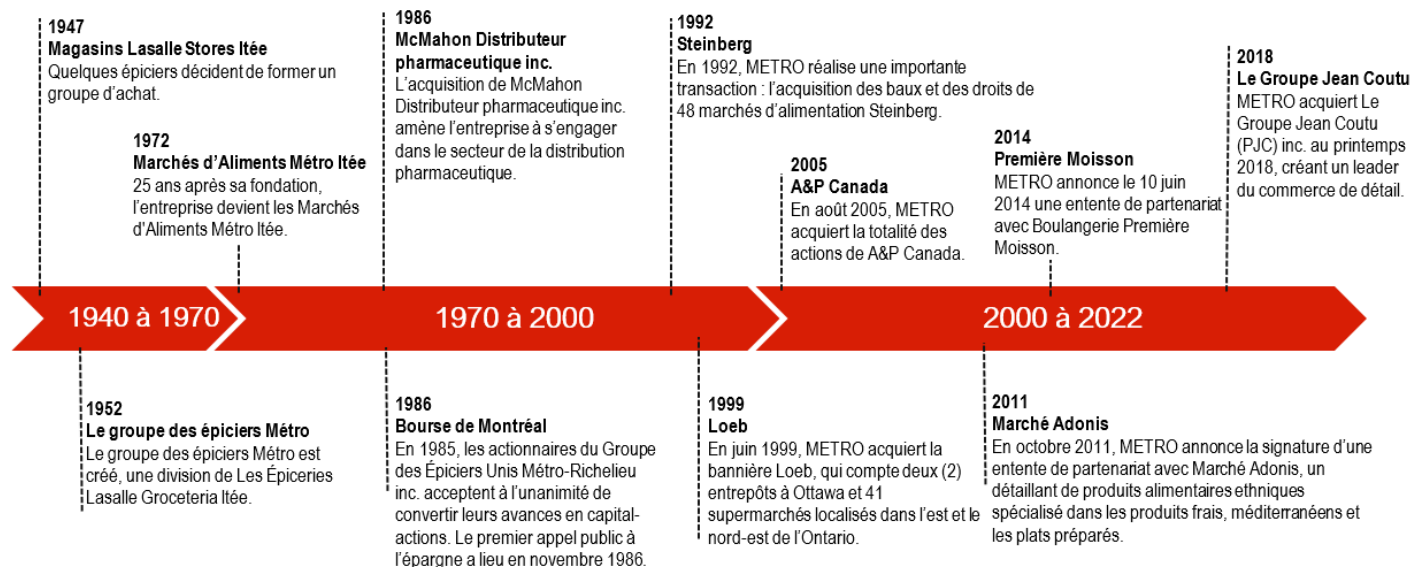 1947
Magasins Lasalle Stores ltée
Quelques épiciers décident de former un
groupe d'achat.
1972
Marchés d'Aliments Métro ltée
25 ans après sa fondation,
l'entreprise devient les Marchés
d'Aliments Métro ltée.
1986
McMahon Distributeur
pharmaceutique inc.
L'acquisition de McMahon
Distributeur pharmaceutique inc.
amène l'entreprise à s'engager
dans le secteur de la distribution
pharmaceutique.
1992
Steinberg
En 1992, METRO réalise une importante
transaction : l'acquisition des baux et des droits de
48 marchés d'alimentation Steinberg.
2005
A&P Canada
En août 2005, METRO
acquiert la totalité des
actions de A&P Canada.
2014
Première Moisson
METRO annonce le 10 juin
2014 une entente de partenariat
avec Boulangerie Première
Moisson.
2018
Le Groupe Jean Coutu
METRO acquiert Le
Groupe Jean Coutu
(PJC) inc. au printemps
2018, créant un leader
du commerce de détail.
1940 à 1970
1970 à 2000
2000 à 2022
1952
Le groupe des épiciers Métro
Le groupe des épiciers Métro est
créé, une division de Les Épiceries
Lasalle Groceteria ltée.
1986
Bourse de Montréal
En 1985, les actionnaires du Groupe
des Épiciers Unis Métro-Richelieu
inc. acceptent à l'unanimité de
convertir leurs avances en capital-
actions. Le premier appel public à
l'épargne a lieu en novembre 1986.
1999
Loeb
En juin 1999, METRO acquiert la
bannière Loeb, qui compte deux (2)
entrepôts à Ottawa et 41
supermarchés localisés dans l'est et le
nord-est de l'Ontario.
2011
Marché Adonis
En octobre 2011, METRO annonce la signature d'une
entente de partenariat avec Marché Adonis, un
détaillant de produits alimentaires ethniques
spécialisé dans les produits frais, méditerranéens et
les plats préparés.